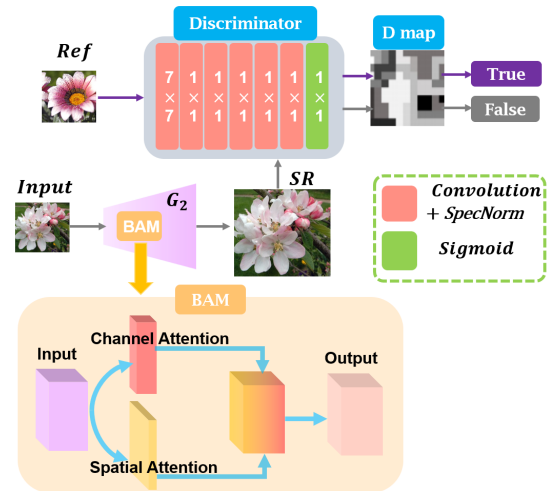 Discriminator
D map
Ref
7 × 7
1 × 1
1 × 1
1 × 1
1 × 1
1 × 1
1 × 1
True
False
Input
G2
SR
BAM
Convolution
+ SpecNorm
Sigmoid
BAM
Channel Attention
Input
Output
Spatial Attention